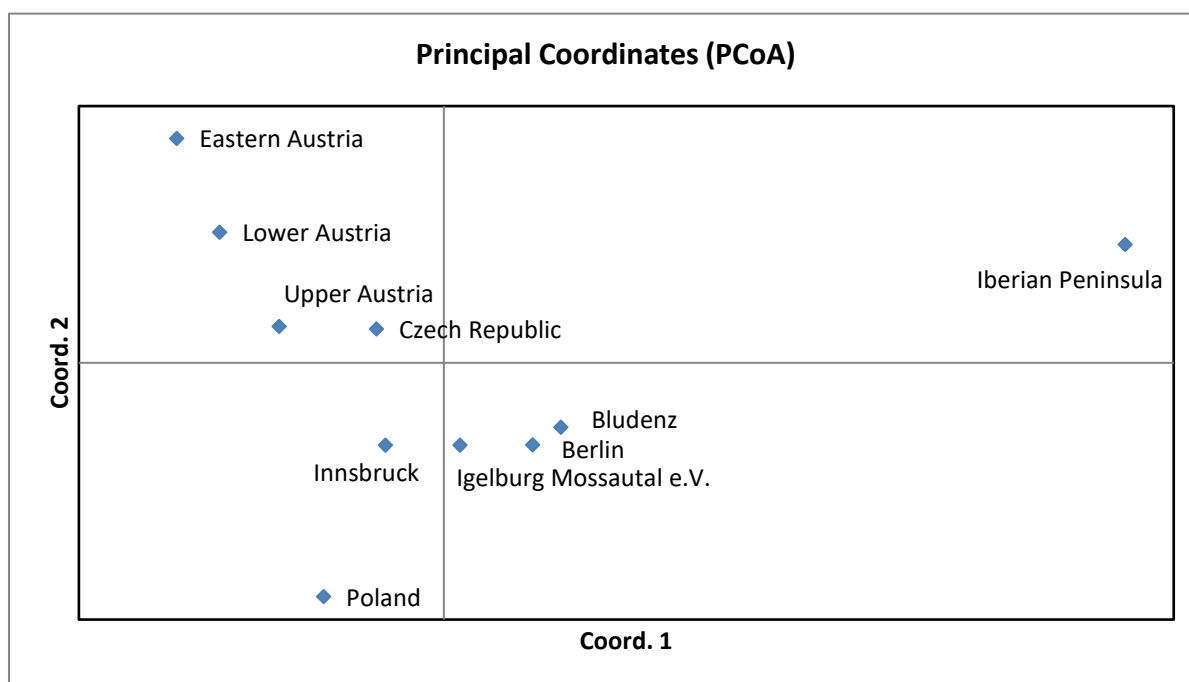 Principal Coordinates (PCoA)
Eastern Austria
Lower Austria
Iberian Peninsula
Upper Austria
Czech Republic
Coord. 2
Bludenz
Berlin
Innsbruck
Igelburg Mossautal e.V.
Poland
Coord. 1